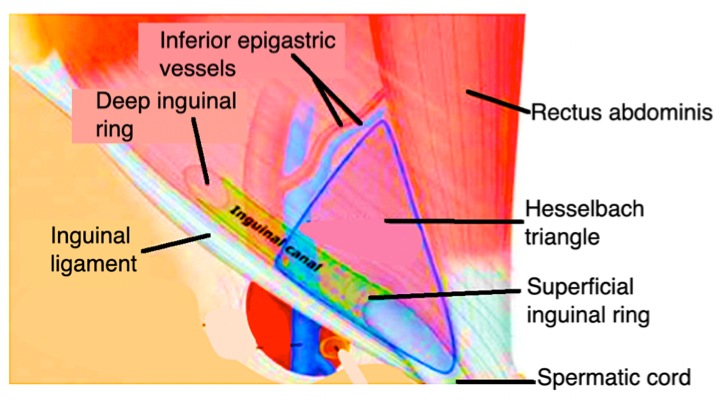 Inferior epigastric
vessels
Deep inguinal
ring
Rectus abdominis
Inguinal canal
Hesselbach
triangle
Inguinal
ligament
Superficial
inguinal ring
Spermatic cord